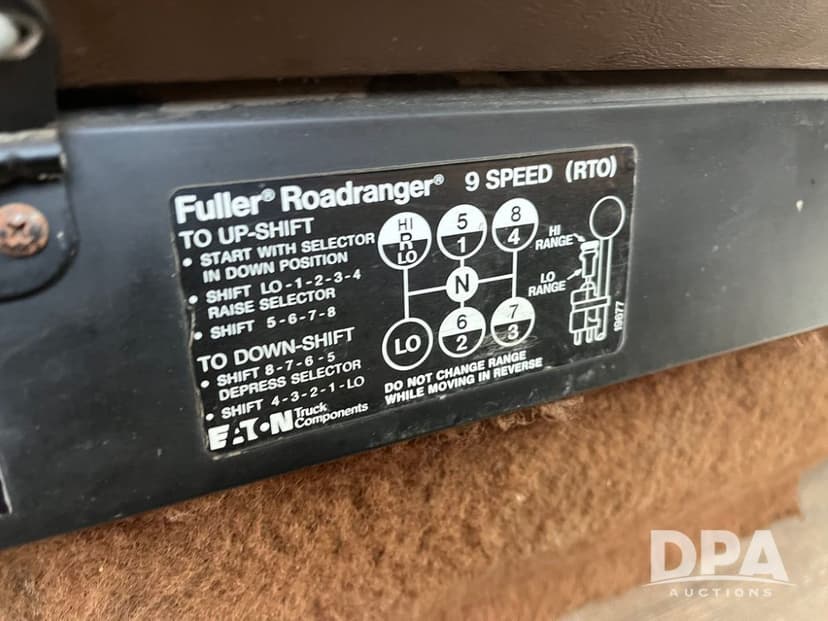 Fuller® Roadranger® 9 SPEED (RTO)
TO UP-SHIFT
• START WITH SELECTOR
IN DOWN POSITION
• SHIFT LO-1-2-3-4
RAISE SELECTOR
• SHIFT 5-6-7-8
TO DOWN-SHIFT
• SHIFT 8-7-6-5
DEPRESS SELECTOR
• SHIFT 4-3-2-1-LO
EATON Truck
Components
HI
R
LO
5
1
8
4
N
LO
6
2
7
3
DO NOT CHANGE RANGE
WHILE MOVING IN REVERSE
HI
RANGE
LO
RANGE
19677
DPA
AUCTIONS